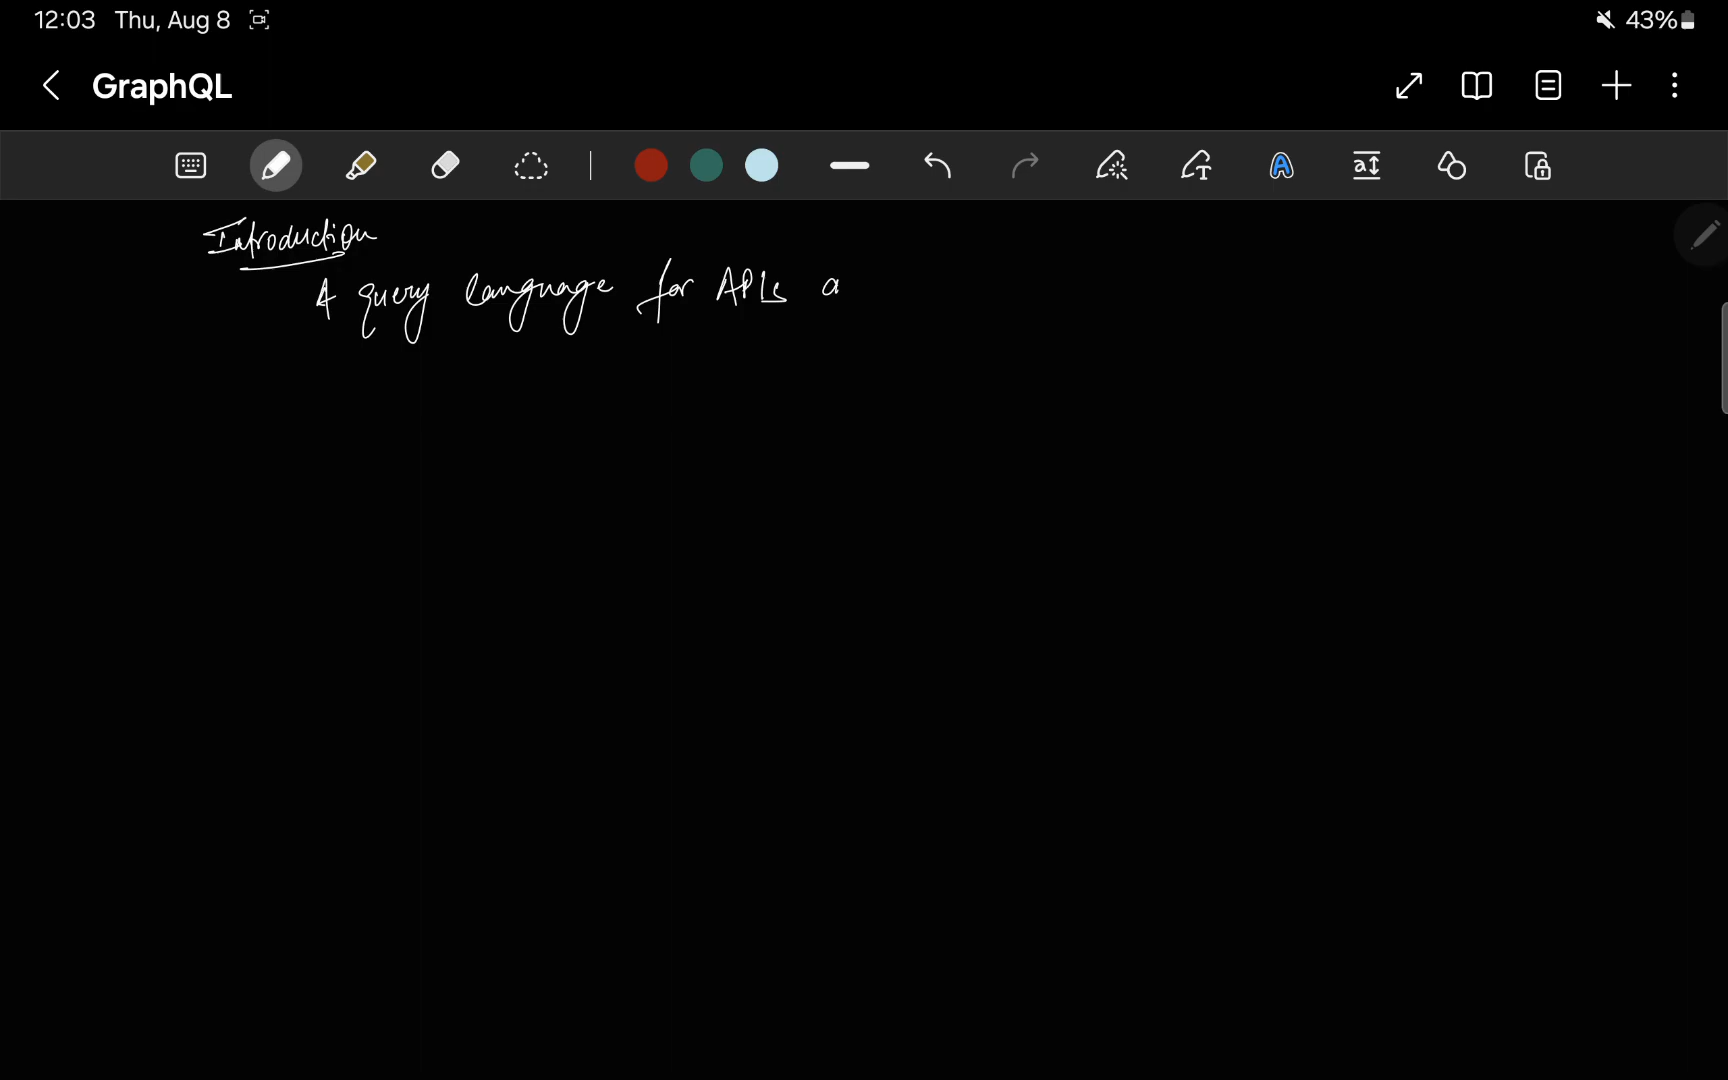 12:03 Thu, Aug 8 43%
GraphQL
Introduction
A query language for APIs a